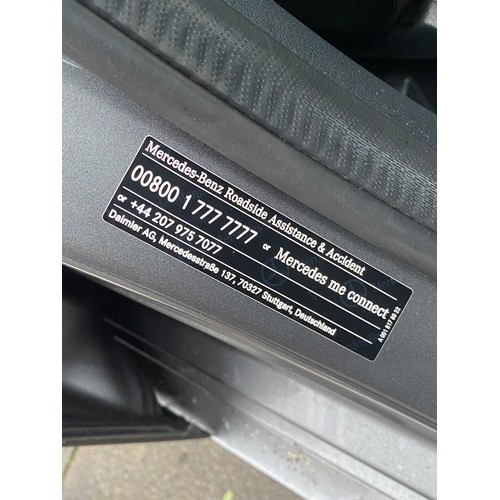 Mercedes-Benz Roadside Assistance & Accident
00800 1 777 7777 or Mercedes me connect
or +44 207 975 7077
Daimler AG, Mercedesstraße 137, 70327 Stuttgart, Deutschland